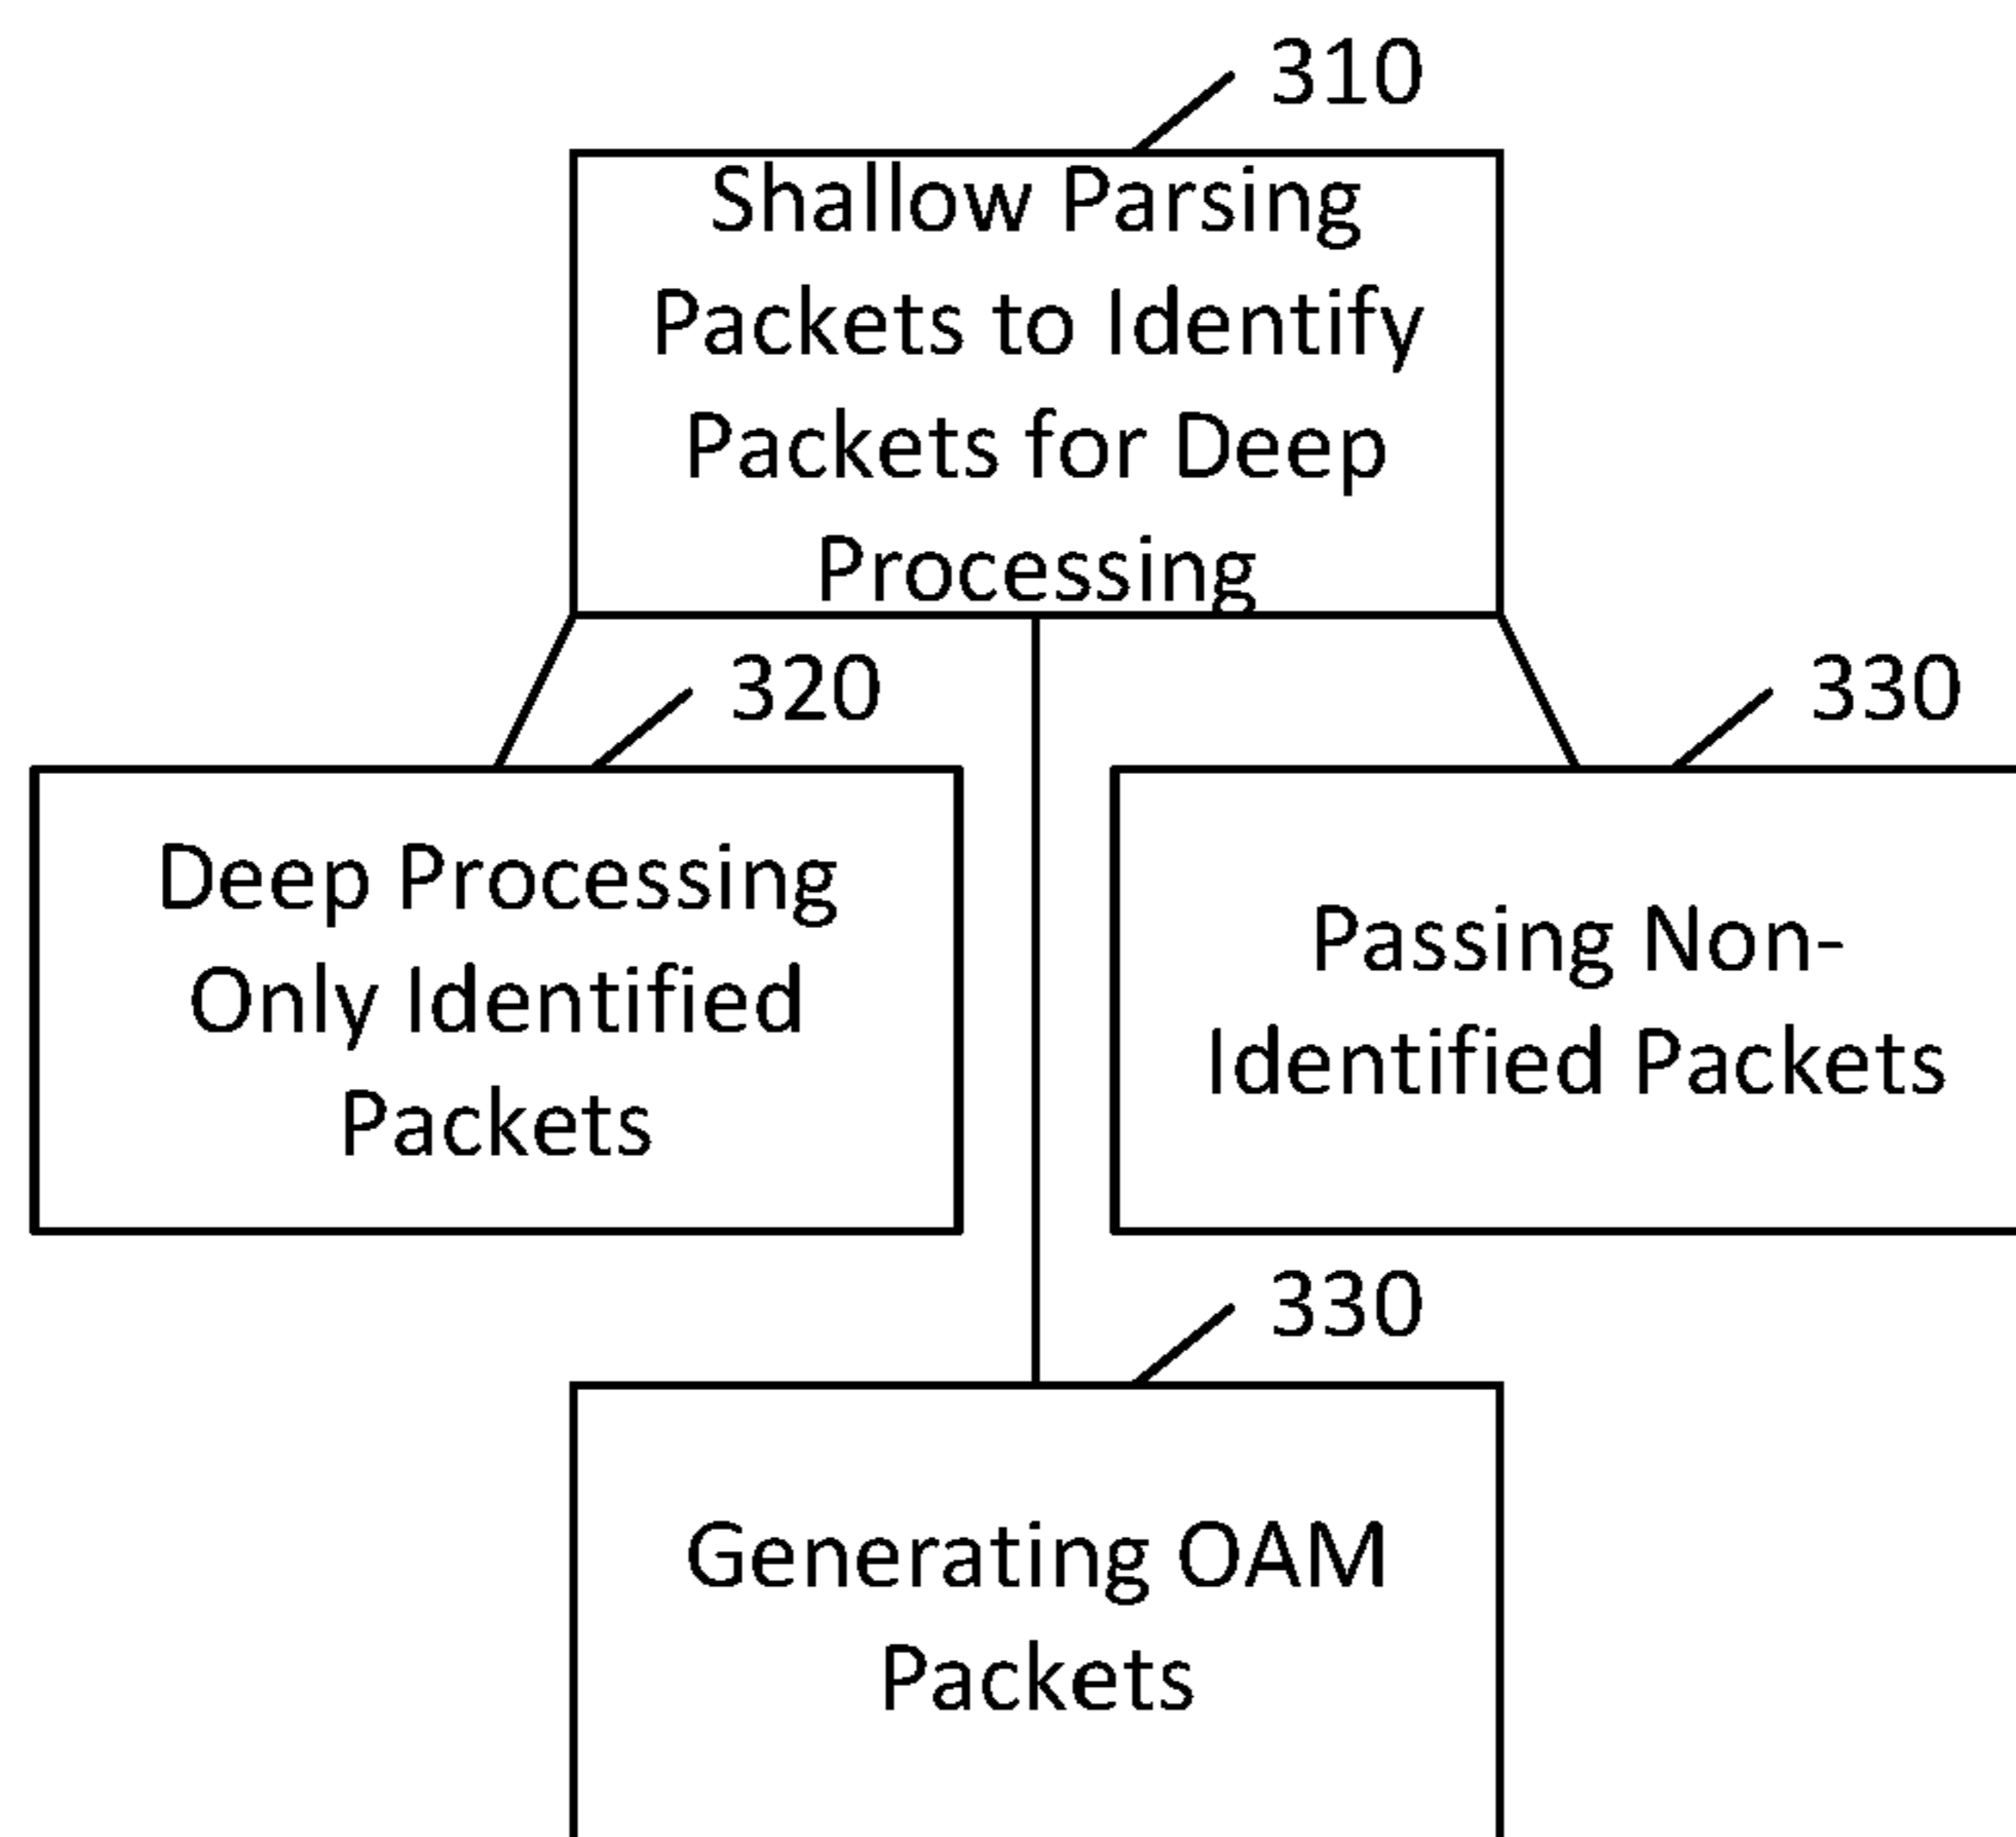 310
Shallow Parsing
Packets to Identify
Packets for Deep
Processing
320
Deep Processing
Only Identified
Packets
330
Passing Non-
Identified Packets
330
Generating OAM
Packets